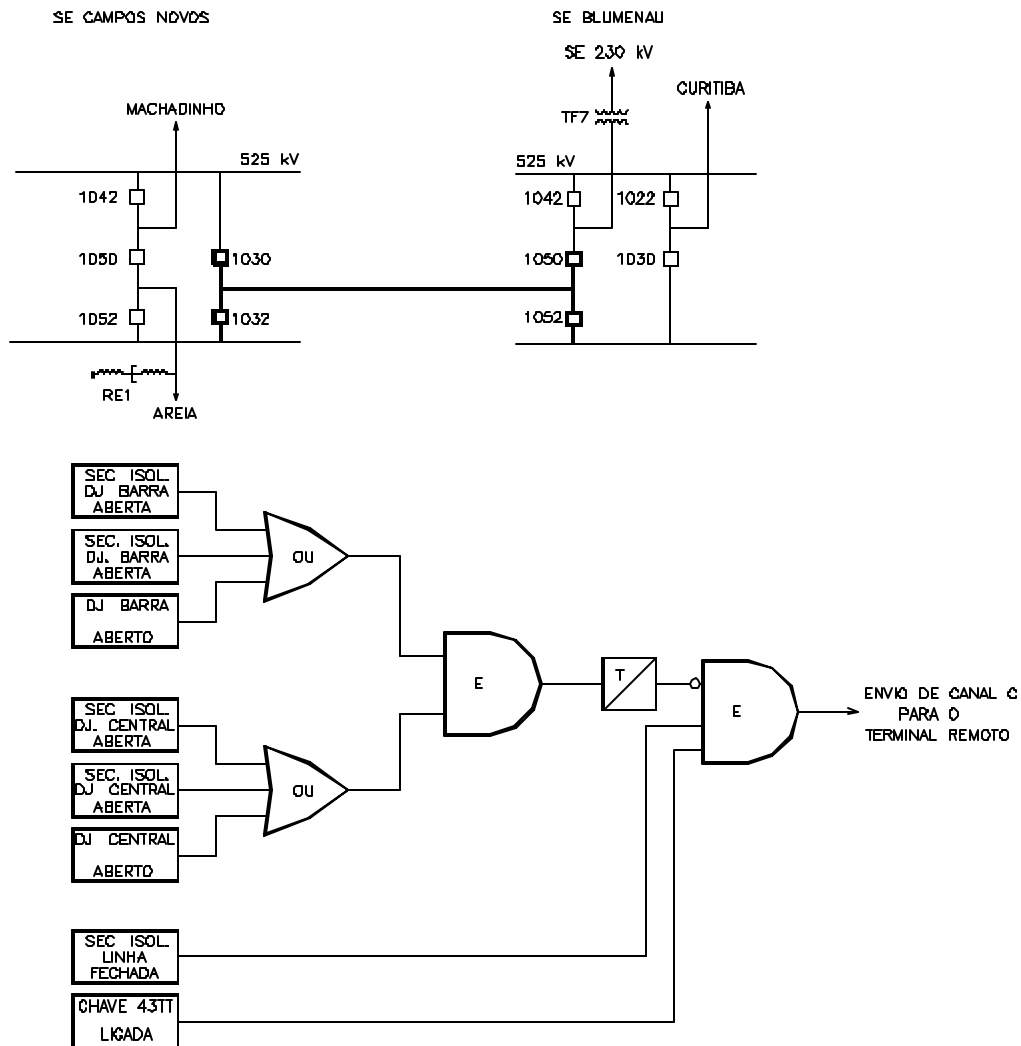 SE CAMPOS NOVOS
SE BLUMENAU
SE 230 kV
CURITIBA
MACHADINHO
TF7
525 kV
525 kV
1042
1042
1022
1050
1030
1050
1030
1052
1032
1052
RE1
AREIA
SEC ISOL.
DJ BARRA
ABERTA
SEC. ISOL.
DJ. BARRA
ABERTA
DJ BARRA
ABERTO
OU
SEC ISOL.
DJ. CENTRAL
ABERTA
SEC. ISOL.
DJ CENTRAL
ABERTA
DJ CENTRAL
ABERTO
OU
E
T
E
ENVIO DE CANAL C
PARA O
TERMINAL REMOTO
SEC ISOL.
LINHA
FECHADA
CHAVE 43TT
LIGADA